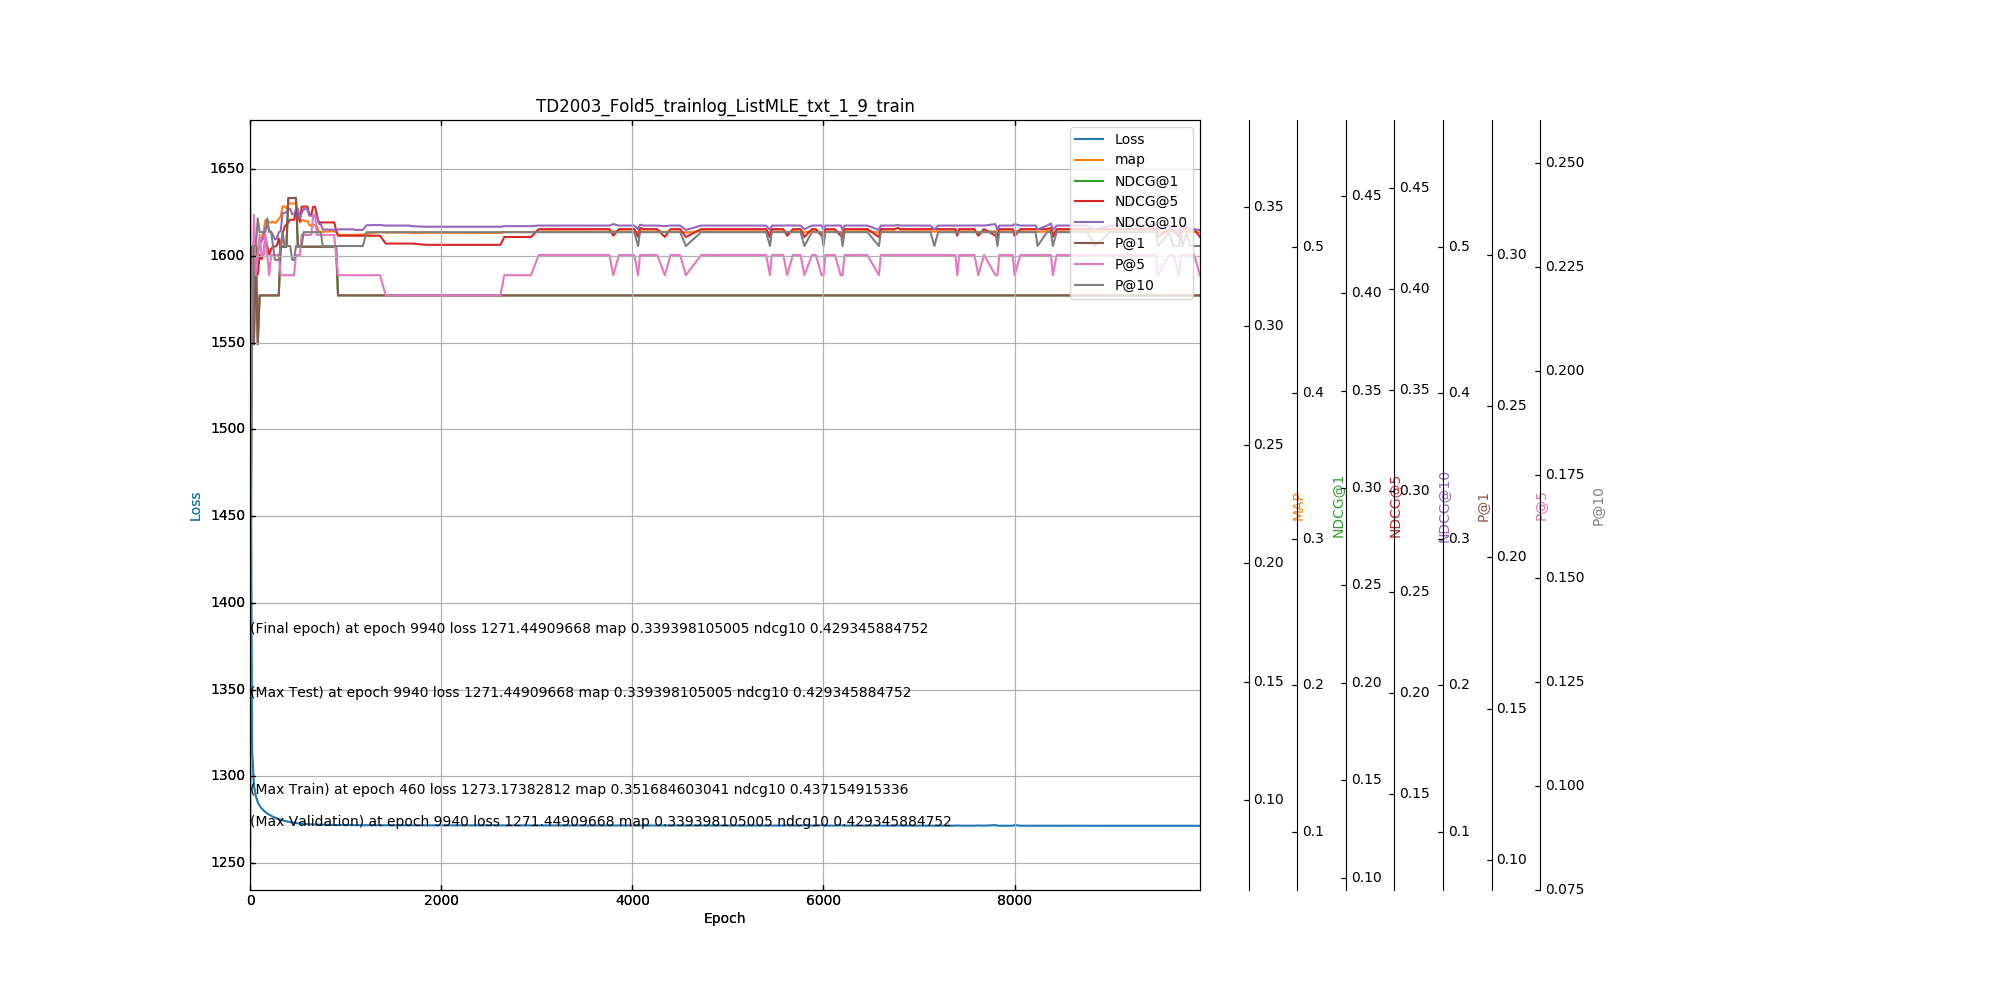 TD2003_Fold5_trainlog_ListMLE_txt_1_9_train
Loss
map
NDCG@1
NDCG@5
NDCG@10
P@1
P@5
P@10
1650
1600
1550
1500
1450
1400
1350
1300
1250
Loss
(Final epoch) at epoch 9940 loss 1271.44909668 map 0.339398105005 ndcg10 0.429345884752
(Max Test) at epoch 9940 loss 1271.44909668 map 0.339398105005 ndcg10 0.429345884752
(Max Train) at epoch 460 loss 1273.17382812 map 0.351684603041 ndcg10 0.437154915336
(Max Validation) at epoch 9940 loss 1271.44909668 map 0.339398105005 ndcg10 0.429345884752
0 2000 4000 6000 8000
Epoch
0.35
0.30
0.25
0.20
0.15
0.10
MAP
0.5
0.4
0.3
0.2
0.1
NDCG@1
0.45
0.40
0.35
0.30
0.25
0.20
0.15
0.10
NDCG@5
0.45
0.40
0.35
0.30
0.25
0.20
0.15
NDCG@10
0.5
0.4
0.3
0.2
0.1
P@1
0.30
0.25
0.20
0.15
0.10
P@5
0.250
0.225
0.200
0.175
0.150
0.125
0.100
0.075
P@10